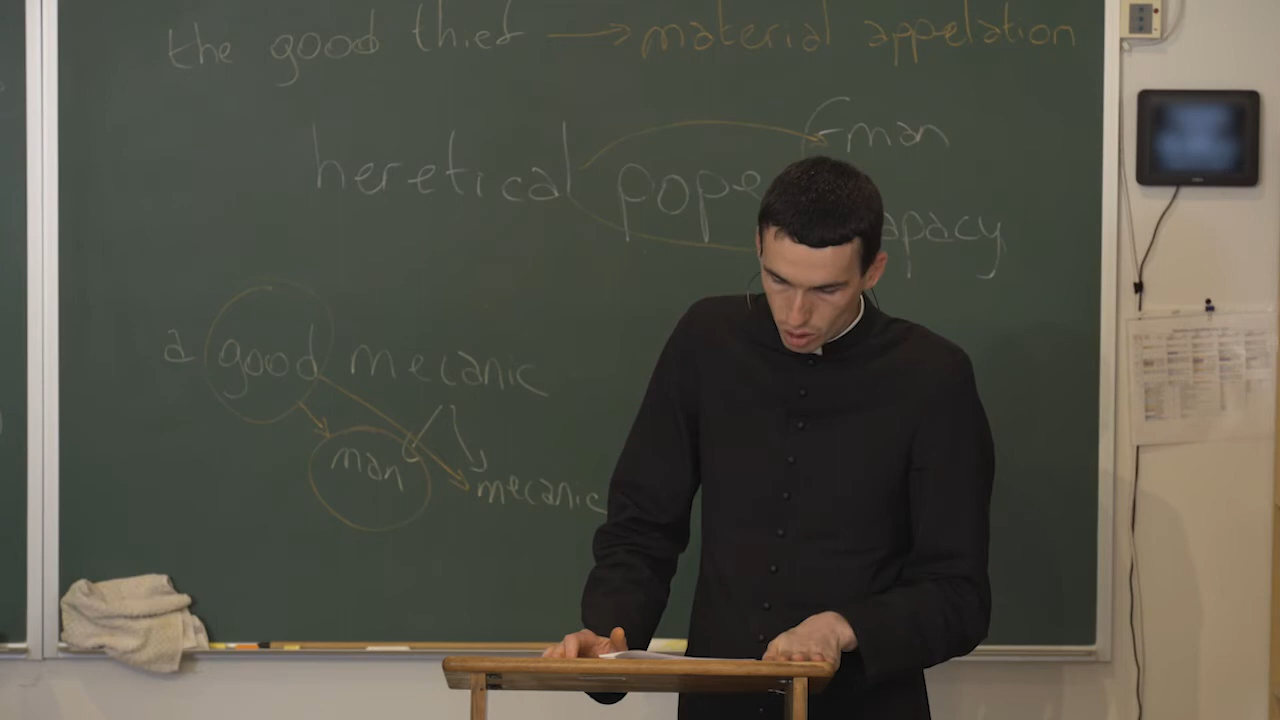 the good thief → material appelation
man
heretical pope
apacy
a good mecanic
man
mecanic